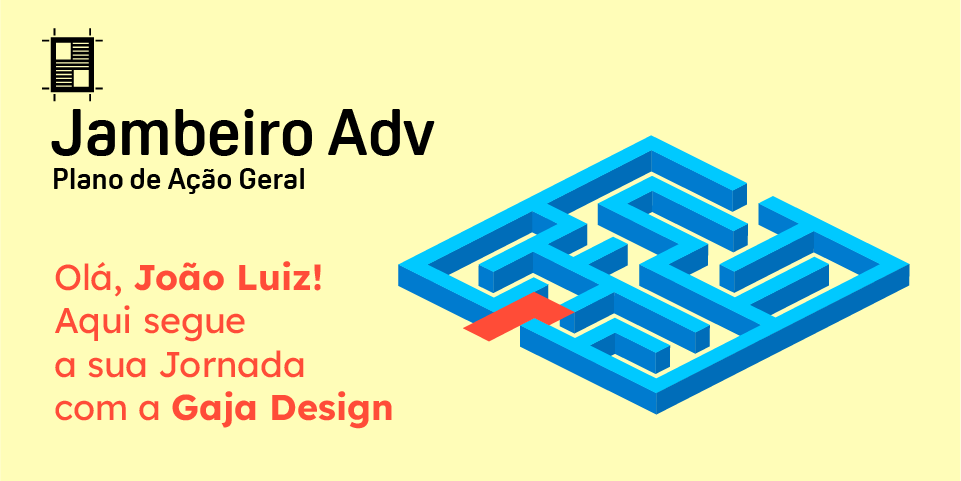 Jambeiro Adv
Plano de Ação Geral
Olá, João Luiz!
Aqui segue
a sua Jornada
com a Gaja Design